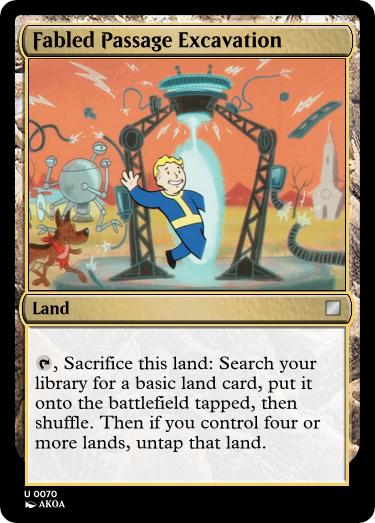 Fabled Passage Excavation
Land
, Sacrifice this land: Search your
library for a basic land card, put it
onto the battlefield tapped, then
shuffle. Then if you control four or
more lands, untap that land.
U 0070
AKOA